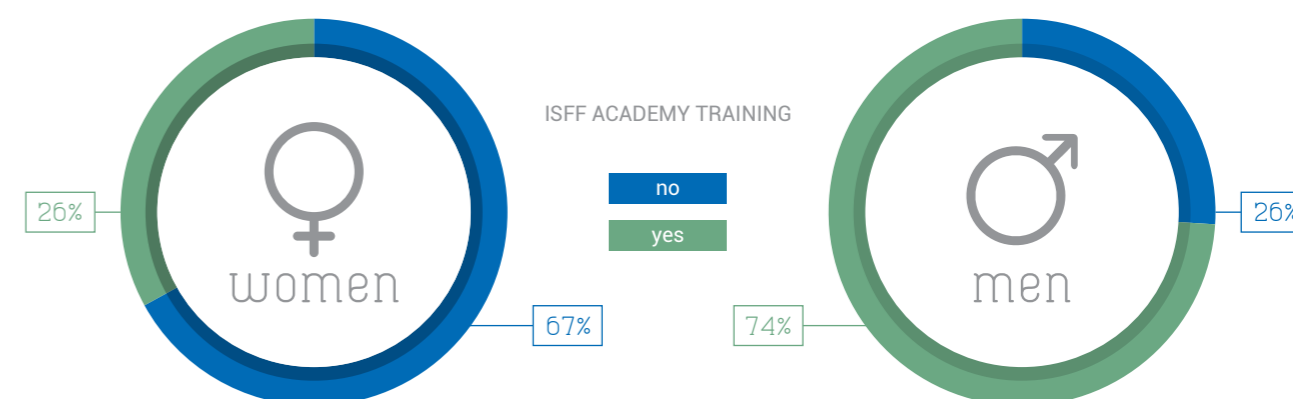 ISFF ACADEMY TRAINING
no
yes
26%
women
67%
26%
men
74%